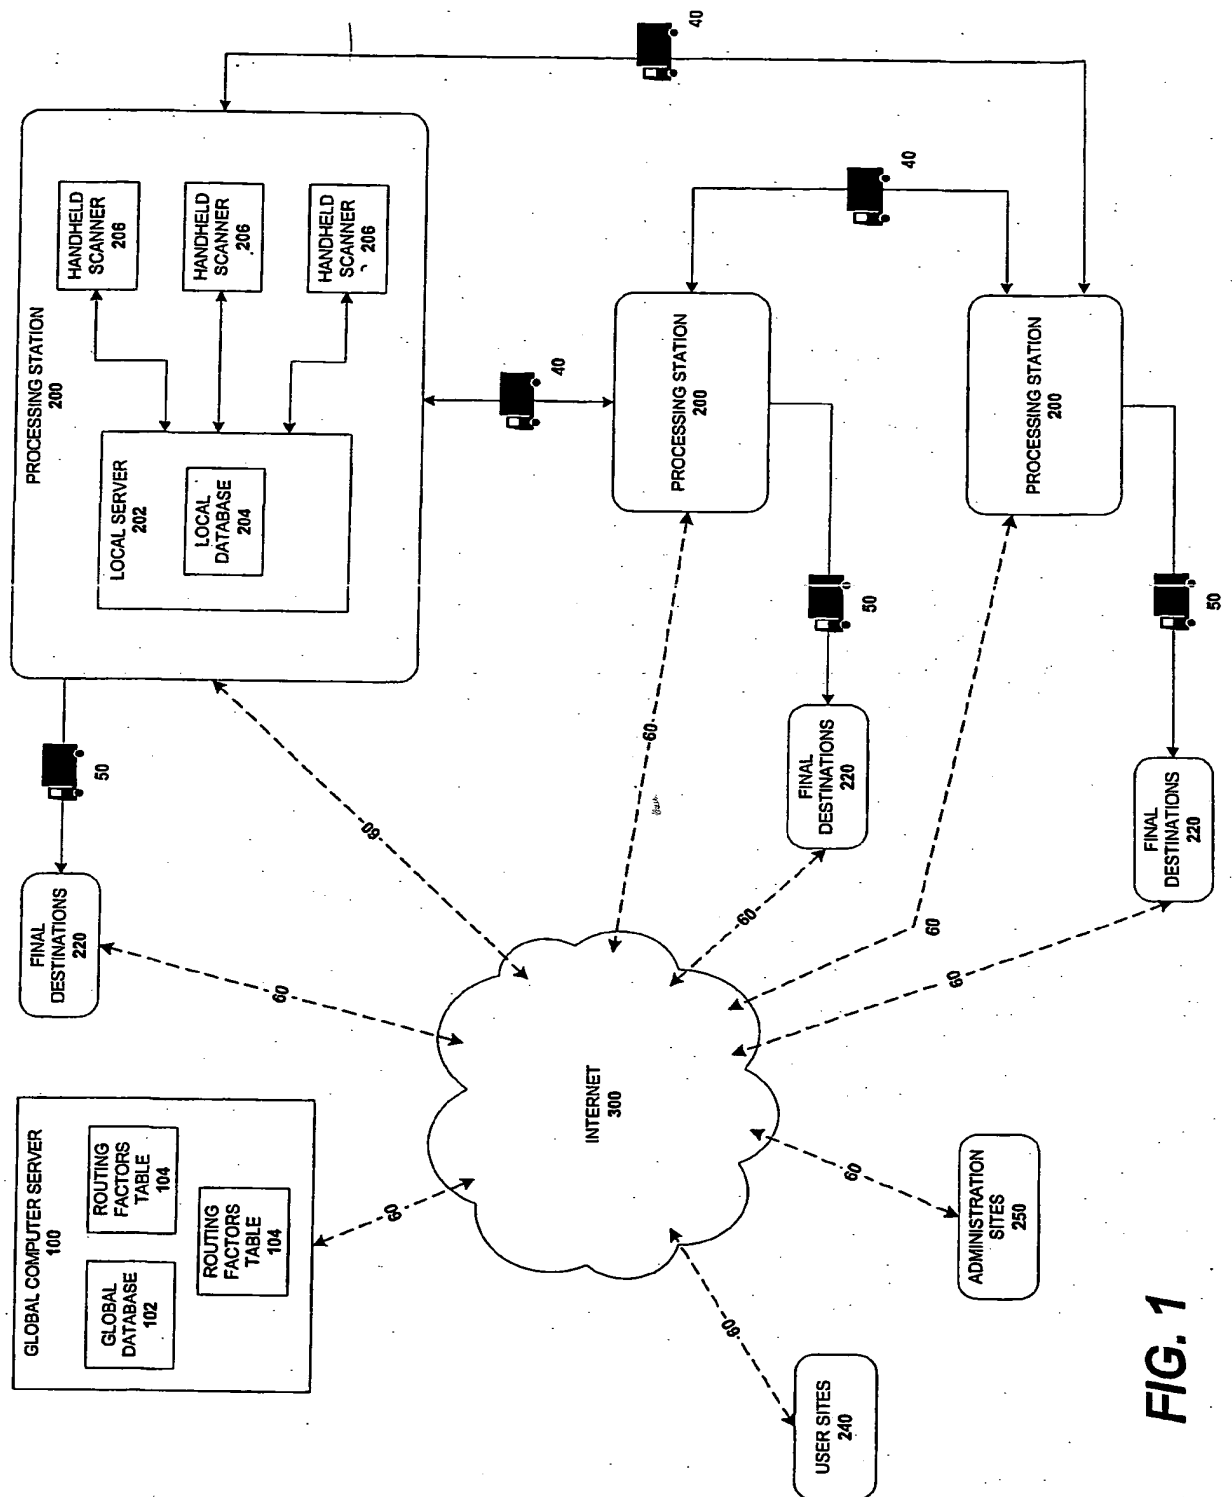 GLOBAL COMPUTER SERVER
100
GLOBAL
DATABASE
102
ROUTING
FACTORS
TABLE
104
ROUTING
FACTORS
TABLE
104
60
FINAL
DESTINATIONS
220
50
60
PROCESSING STATION
200
LOCAL SERVER
202
LOCAL
DATABASE
204
HANDHELD
SCANNER
206
HANDHELD
SCANNER
206
HANDHELD
SCANNER
206
60
40
40
INTERNET
300
60
PROCESSING STATION
200
40
50
FINAL
DESTINATIONS
220
60
PROCESSING STATION
200
60
50
FINAL
DESTINATIONS
220
60
USER SITES
240
60
ADMINISTRATION
SITES
250
60
FIG. 1